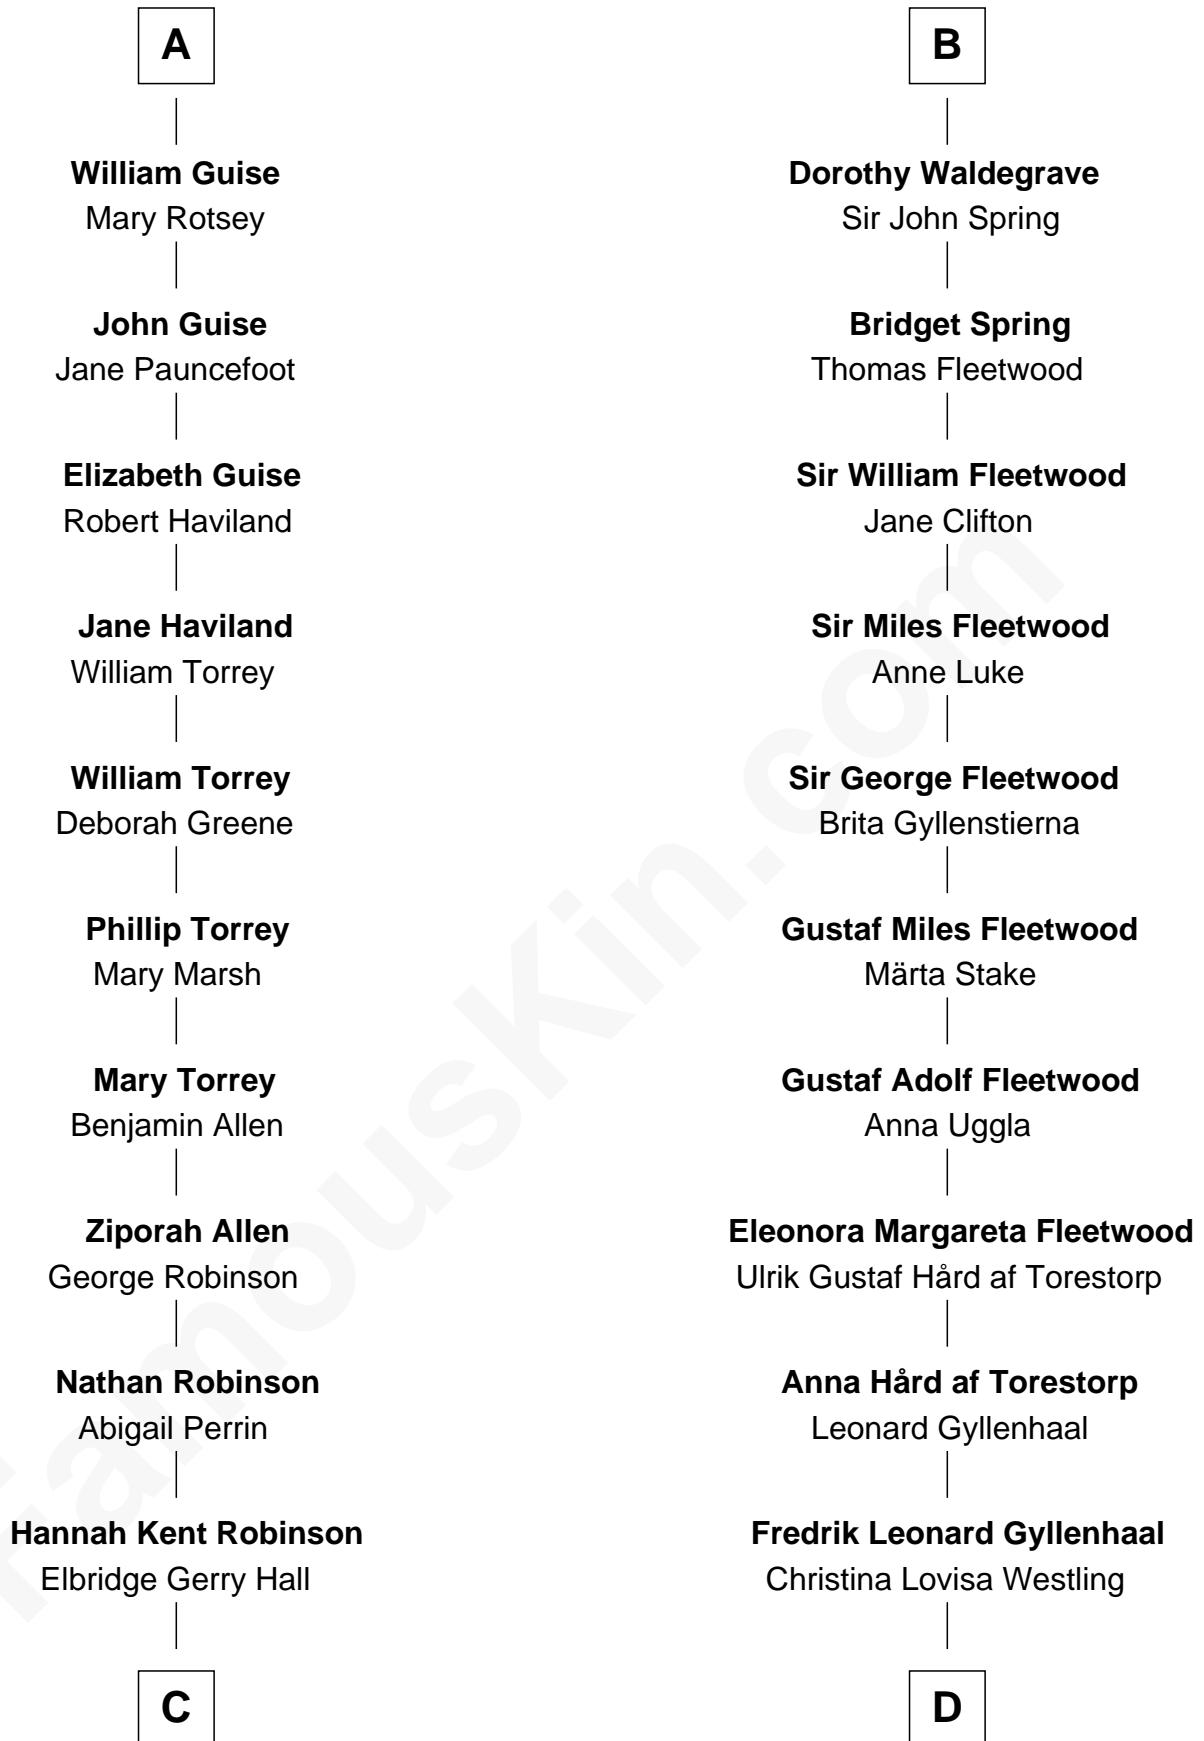 A
William Guise
Mary Rotsey
John Guise
Jane Pauncefoot
Elizabeth Guise
Robert Haviland
Jane Haviland
William Torrey
William Torrey
Deborah Greene
Phillip Torrey
Mary Marsh
Mary Torrey
Benjamin Allen
Ziporah Allen
George Robinson
Nathan Robinson
Abigail Perrin
Hannah Kent Robinson
Elbridge Gerry Hall
C
B
Dorothy Waldegrave
Sir John Spring
Bridget Spring
Thomas Fleetwood
Sir William Fleetwood
Jane Clifton
Sir Miles Fleetwood
Anne Luke
Sir George Fleetwood
Brita Gyllenstierna
Gustaf Miles Fleetwood
Märta Stake
Gustaf Adolf Fleetwood
Anna Uggla
Eleonora Margareta Fleetwood
Ulrik Gustaf Hård af Torestorp
Anna Hård af Torestorp
Leonard Gyllenhaal
Fredrik Leonard Gyllenhaal
Christina Lovisa Westling
D
FamousKin.com